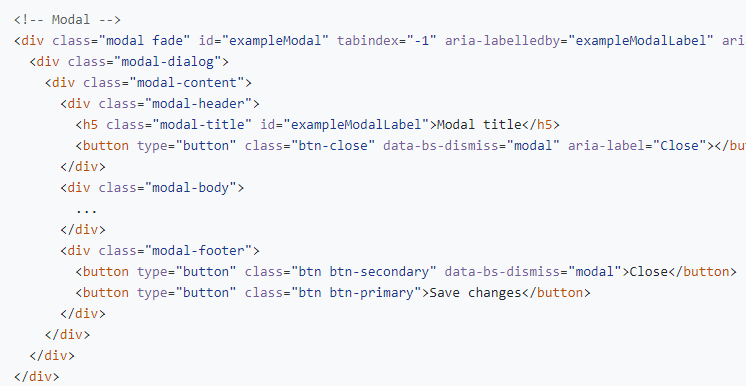 <!-- Modal -->
<div class="modal fade" id="exampleModal" tabindex="-1" aria-labelledby="exampleModalLabel" ari
<div class="modal-dialog">
<div class="modal-content">
<div class="modal-header">
<h5 class="modal-title" id="exampleModalLabel">Modal title</h5>
<button type="button" class="btn-close" data-bs-dismiss="modal" aria-label="Close"></bu
</div>
<div class="modal-body">
...
</div>
<div class="modal-footer">
<button type="button" class="btn btn-secondary" data-bs-dismiss="modal">Close</button>
<button type="button" class="btn btn-primary">Save changes</button>
</div>
</div>
</div>
</div>